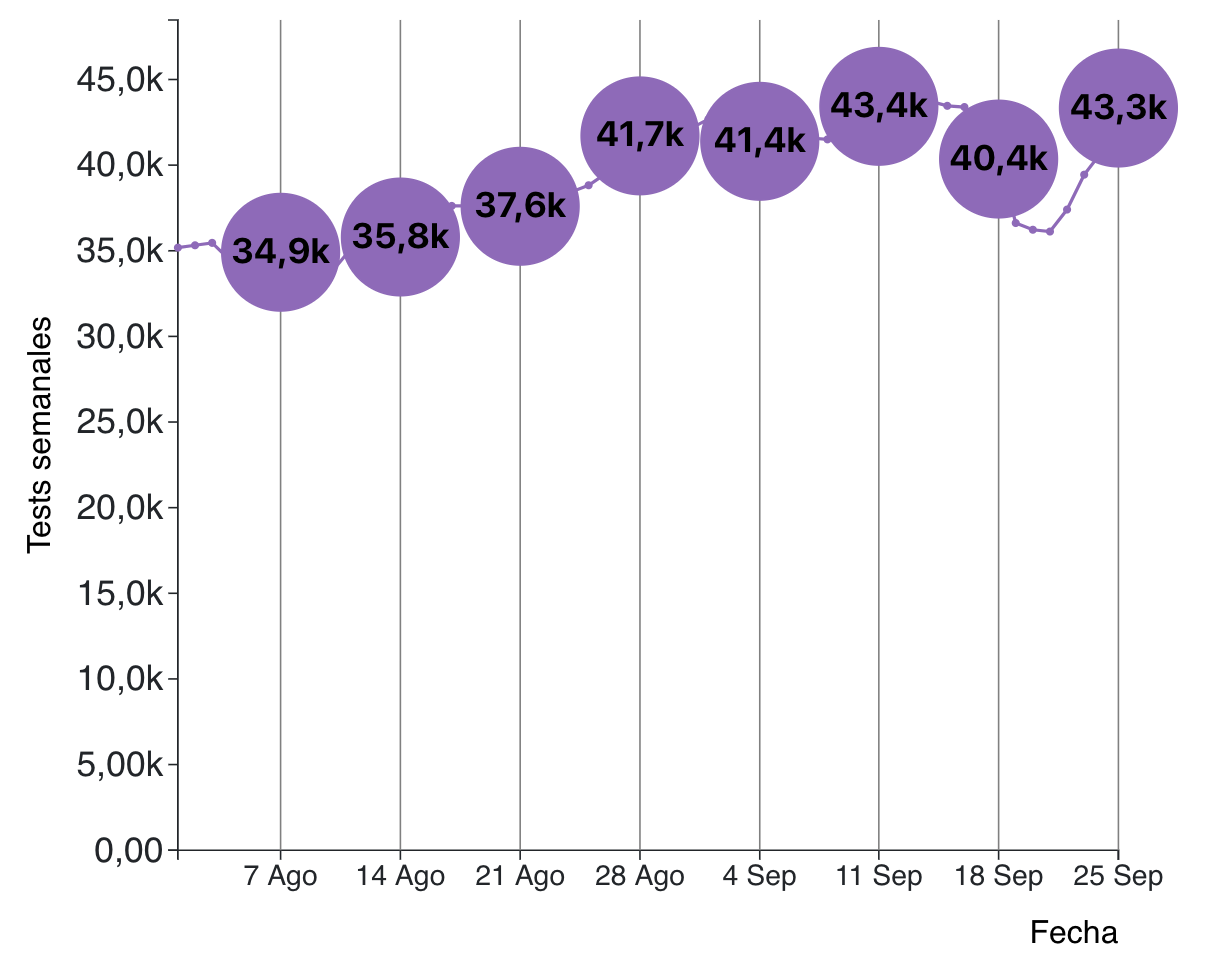 45,0k
40,0k
35,0k
30,0k
25,0k
20,0k
15,0k
10,0k
5,00k
0,00
Tests semanales
34,9k
35,8k
37,6k
41,7k
41,4k
43,4k
40,4k
43,3k
7 Ago
14 Ago
21 Ago
28 Ago
4 Sep
11 Sep
18 Sep
25 Sep
Fecha